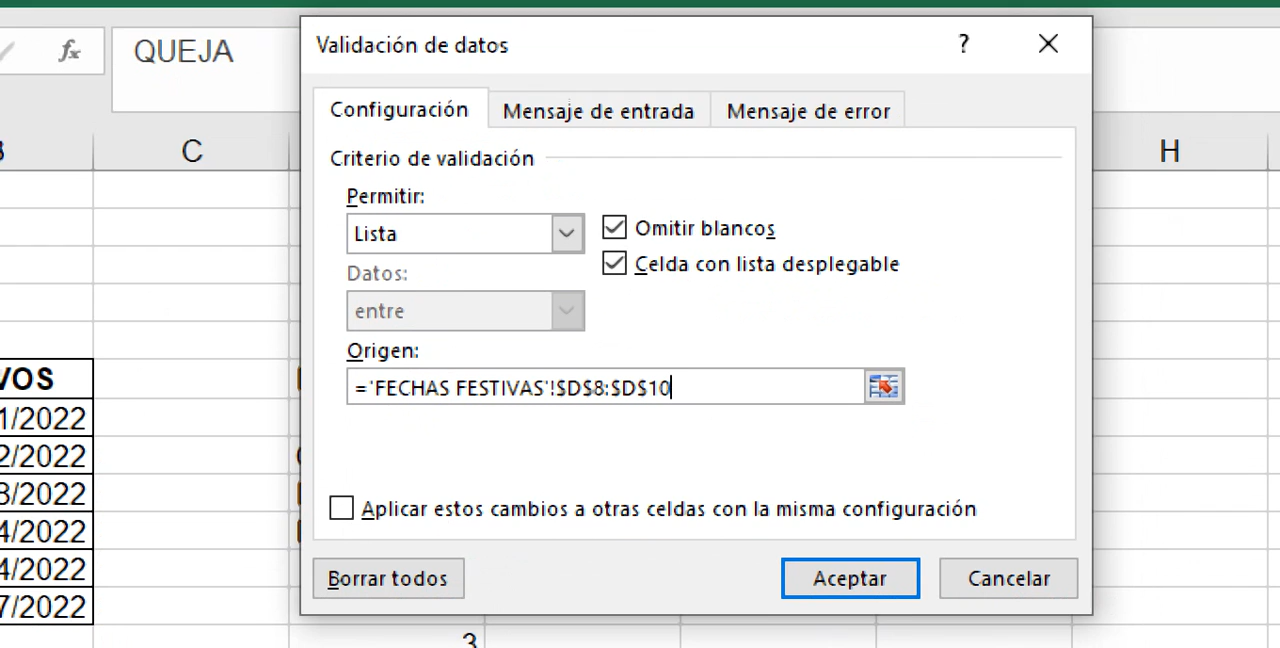 fx QUEJA
Validación de datos ?
Configuración Mensaje de entrada Mensaje de error
C H
Criterio de validación
Permitir:
Lista
Omitir blancos
Celda con lista desplegable
Datos:
entre
Origen:
='FECHAS FESTIVAS'!$D$8:$D$10
VOS
1/2022
2/2022
3/2022
4/2022
4/2022
7/2022
Aplicar estos cambios a otras celdas con la misma configuración
Borrar todos Aceptar Cancelar
3